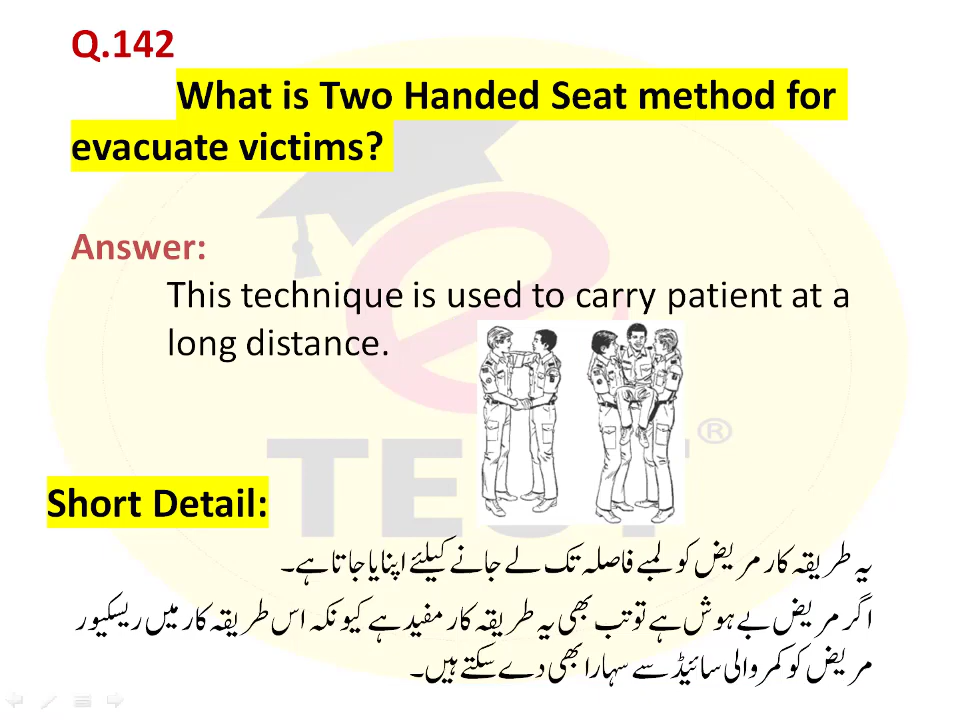 Q.142
What is Two Handed Seat method for
evacuate victims?
Answer:
This technique is used to carry patient at a
long distance.
TEST®
Short Detail:
یہ طریقہ کار مریض کو لمبے فاصلہ تک لے جانے کیلئے اپنایا جاتا ہے۔
اگر مریض بے ہوش ہے تو تب بھی یہ طریقہ کار مفید ہے کیونکہ اس طریقہ کار میں ریسکیور
مریض کو کمر والی سائیڈ سے سہارا بھی دے سکتے ہیں۔